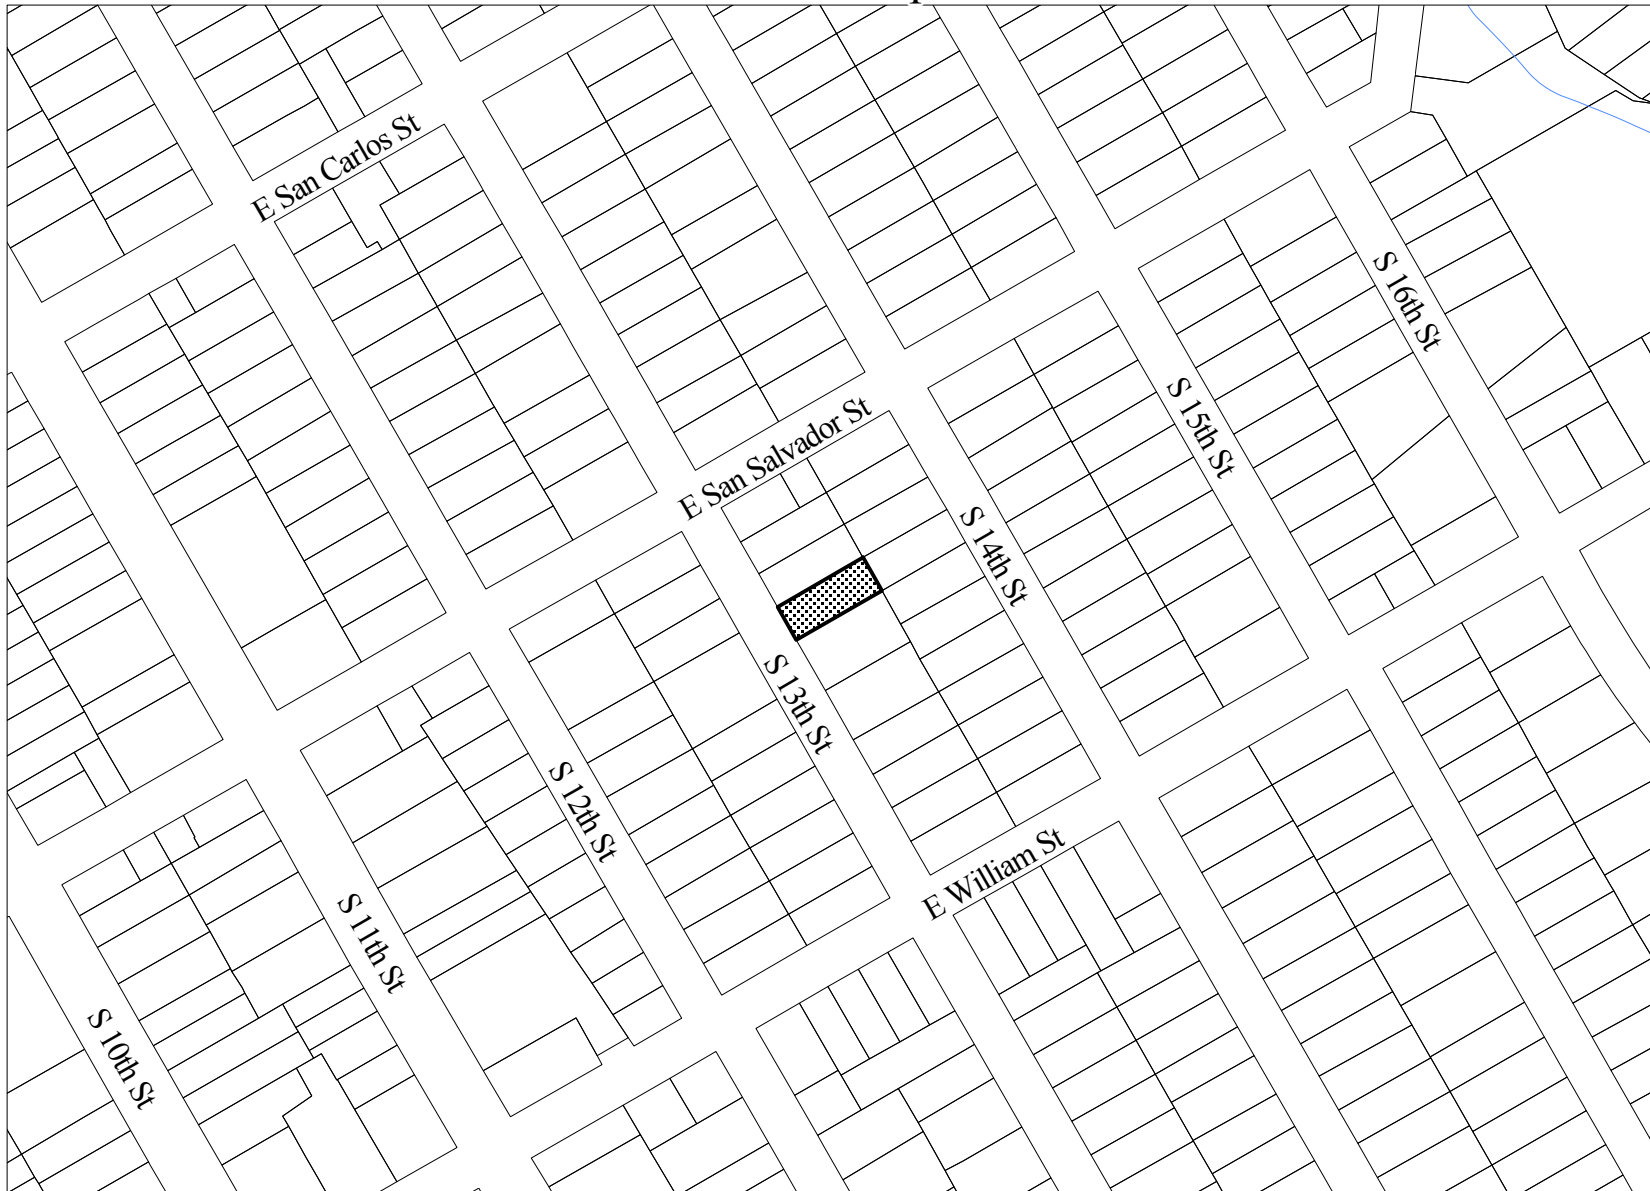 E San Carlos St
S 16th St
S 15th St
E San Salvador St
S 14th St
S 13th St
S 12th St
E William St
S 11th St
S 10th St